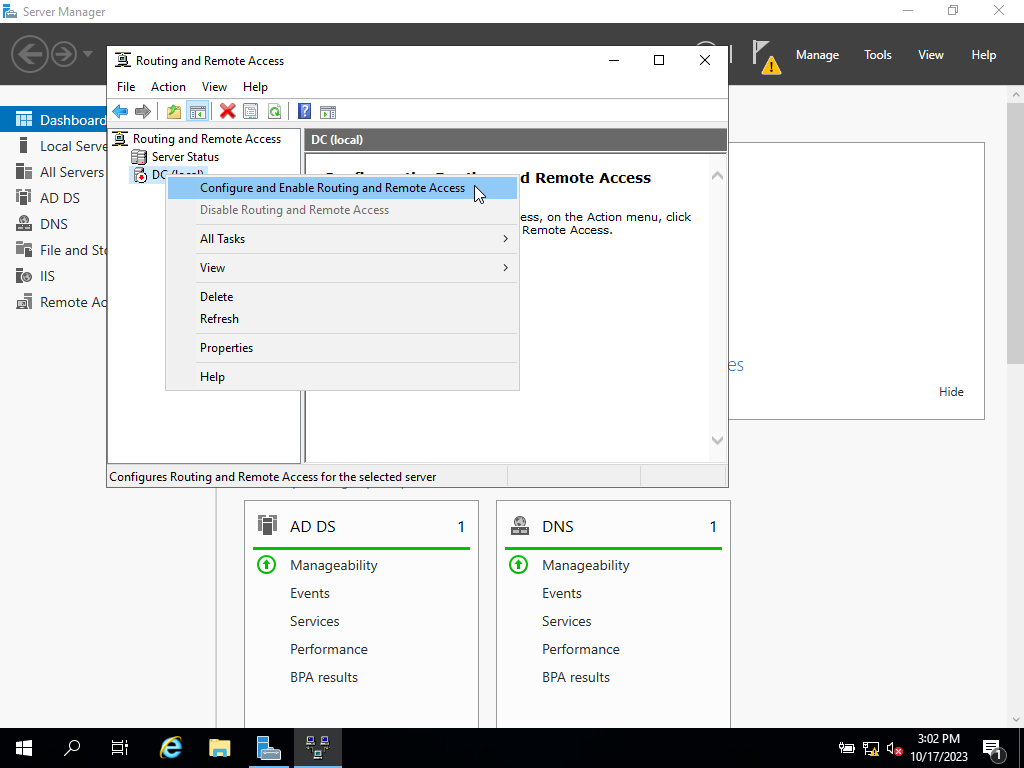 Server Manager
Manage
Tools
View
Help
Routing and Remote Access
File
Action
View
Help
Dashboard
Local Serve
All Servers
AD DS
DNS
File and Sto
IIS
Remote Ac
Routing and Remote Access
Server Status
DC (local)
DC (local)
d Remote Access
ess, on the Action menu, click
Remote Access.
Configure and Enable Routing and Remote Access
Disable Routing and Remote Access
All Tasks
View
Delete
Refresh
Properties
Help
Configures Routing and Remote Access for the selected server
es
Hide
AD DS
1
Manageability
Events
Services
Performance
BPA results
DNS
1
Manageability
Events
Services
Performance
BPA results
3:02 PM
10/17/2023
1